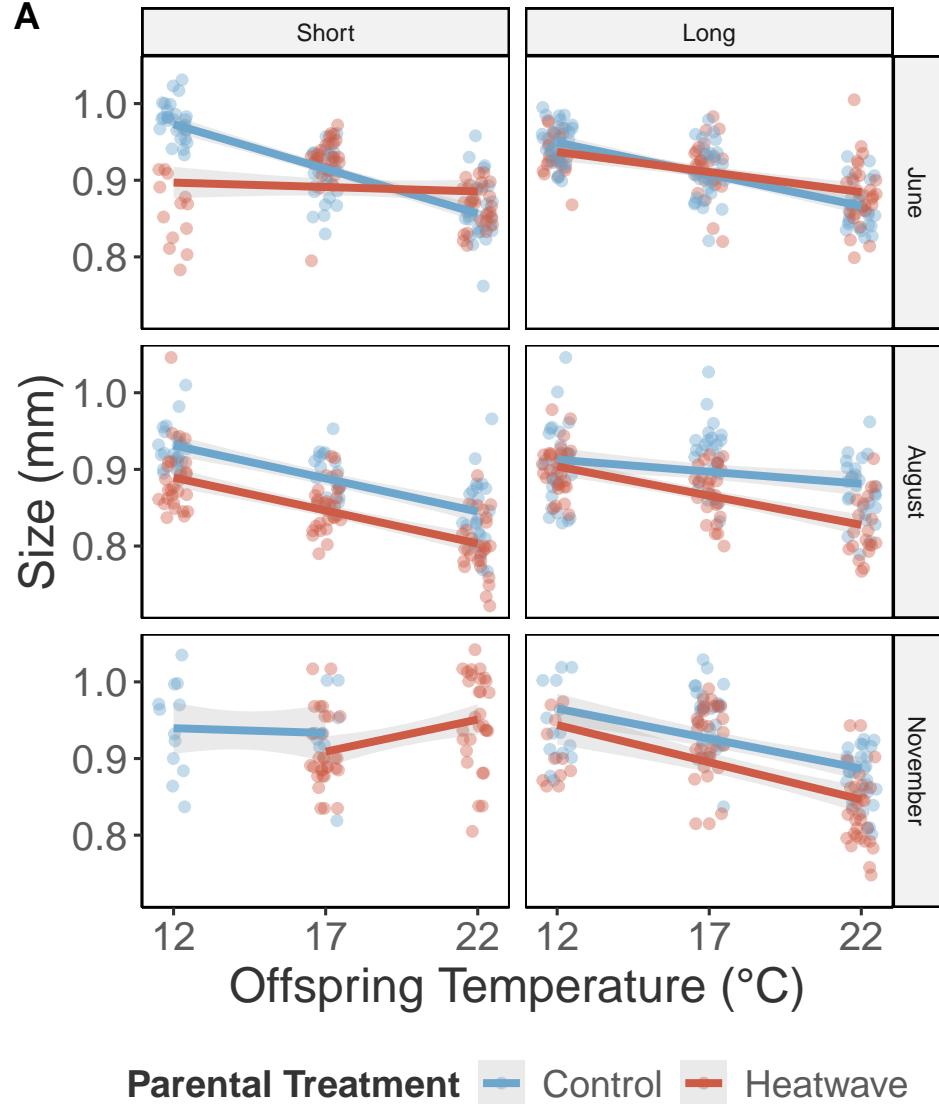 A
Short
Long
1.0
0.9
0.8
June
1.0
0.9
0.8
August
1.0
0.9
0.8
November
Size (mm)
12 17 22 12 17 22
Offspring Temperature (°C)
Parental Treatment Control Heatwave